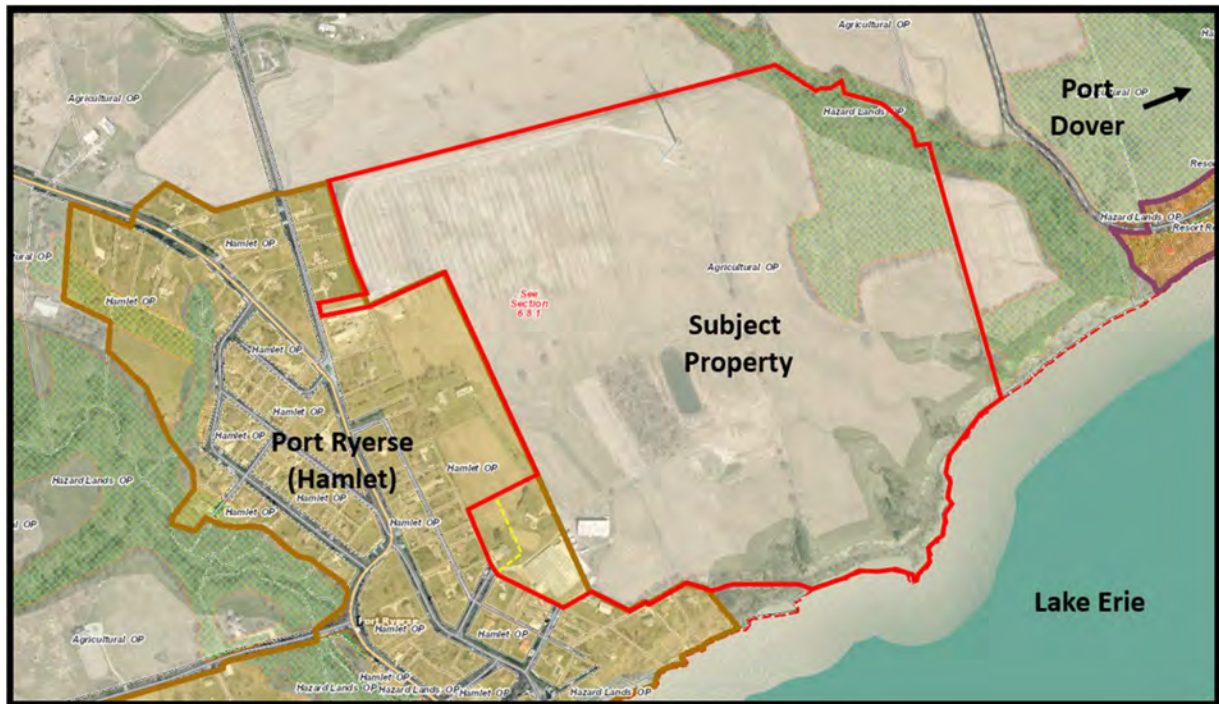 Agricultural OP
Agricultural OP
Port
Dover
Hazard Lands OP
Hazard Lands OP
Resort Re
Hamlet OP
Hamlet OP
Agricultural OP
See
Section
6.8.1
Subject
Property
Hamlet OP
Hamlet OP
Port Ryerse
(Hamlet)
Hamlet OP
Hamlet OP
Hazard Lands OP
Hamlet OP
Hamlet OP
Lake Erie
Port Ryerse
Hamlet OP
Hamlet OP
Agricultural OP
Hamlet OP
Hazard Lands OP
Hazard Lands OP
Hazard Lands OP